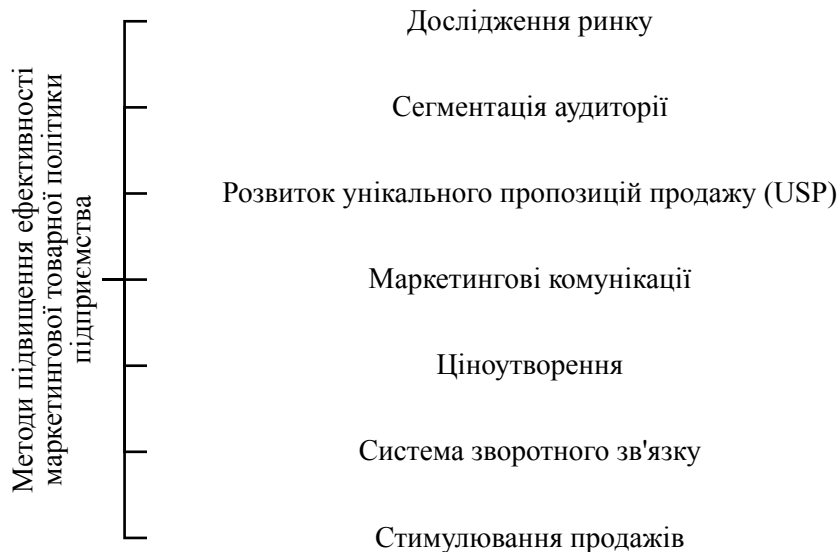 Методи підвищення ефективності
маркетингової товарної політики
підприємства
Дослідження ринку
Сегментація аудиторії
Розвиток унікального пропозицій продажу (USP)
Маркетингові комунікації
Ціноутворення
Система зворотного зв'язку
Стимулювання продажів